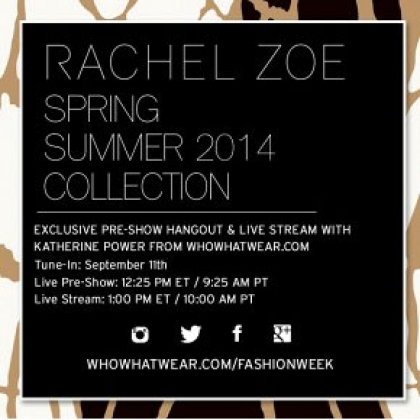 RACHEL ZOE
SPRING
SUMMER 2014
COLLECTION
EXCLUSIVE PRE-SHOW HANGOUT & LIVE STREAM WITH
KATHERINE POWER FROM WHOWHATWEAR.COM
Tune-In: September 11th
Live Pre-Show: 12:25 PM ET / 9:25 AM PT
Live Stream: 1:00 PM ET / 10:00 AM PT
f g+
WHOWHATWEAR.COM/FASHIONWEEK